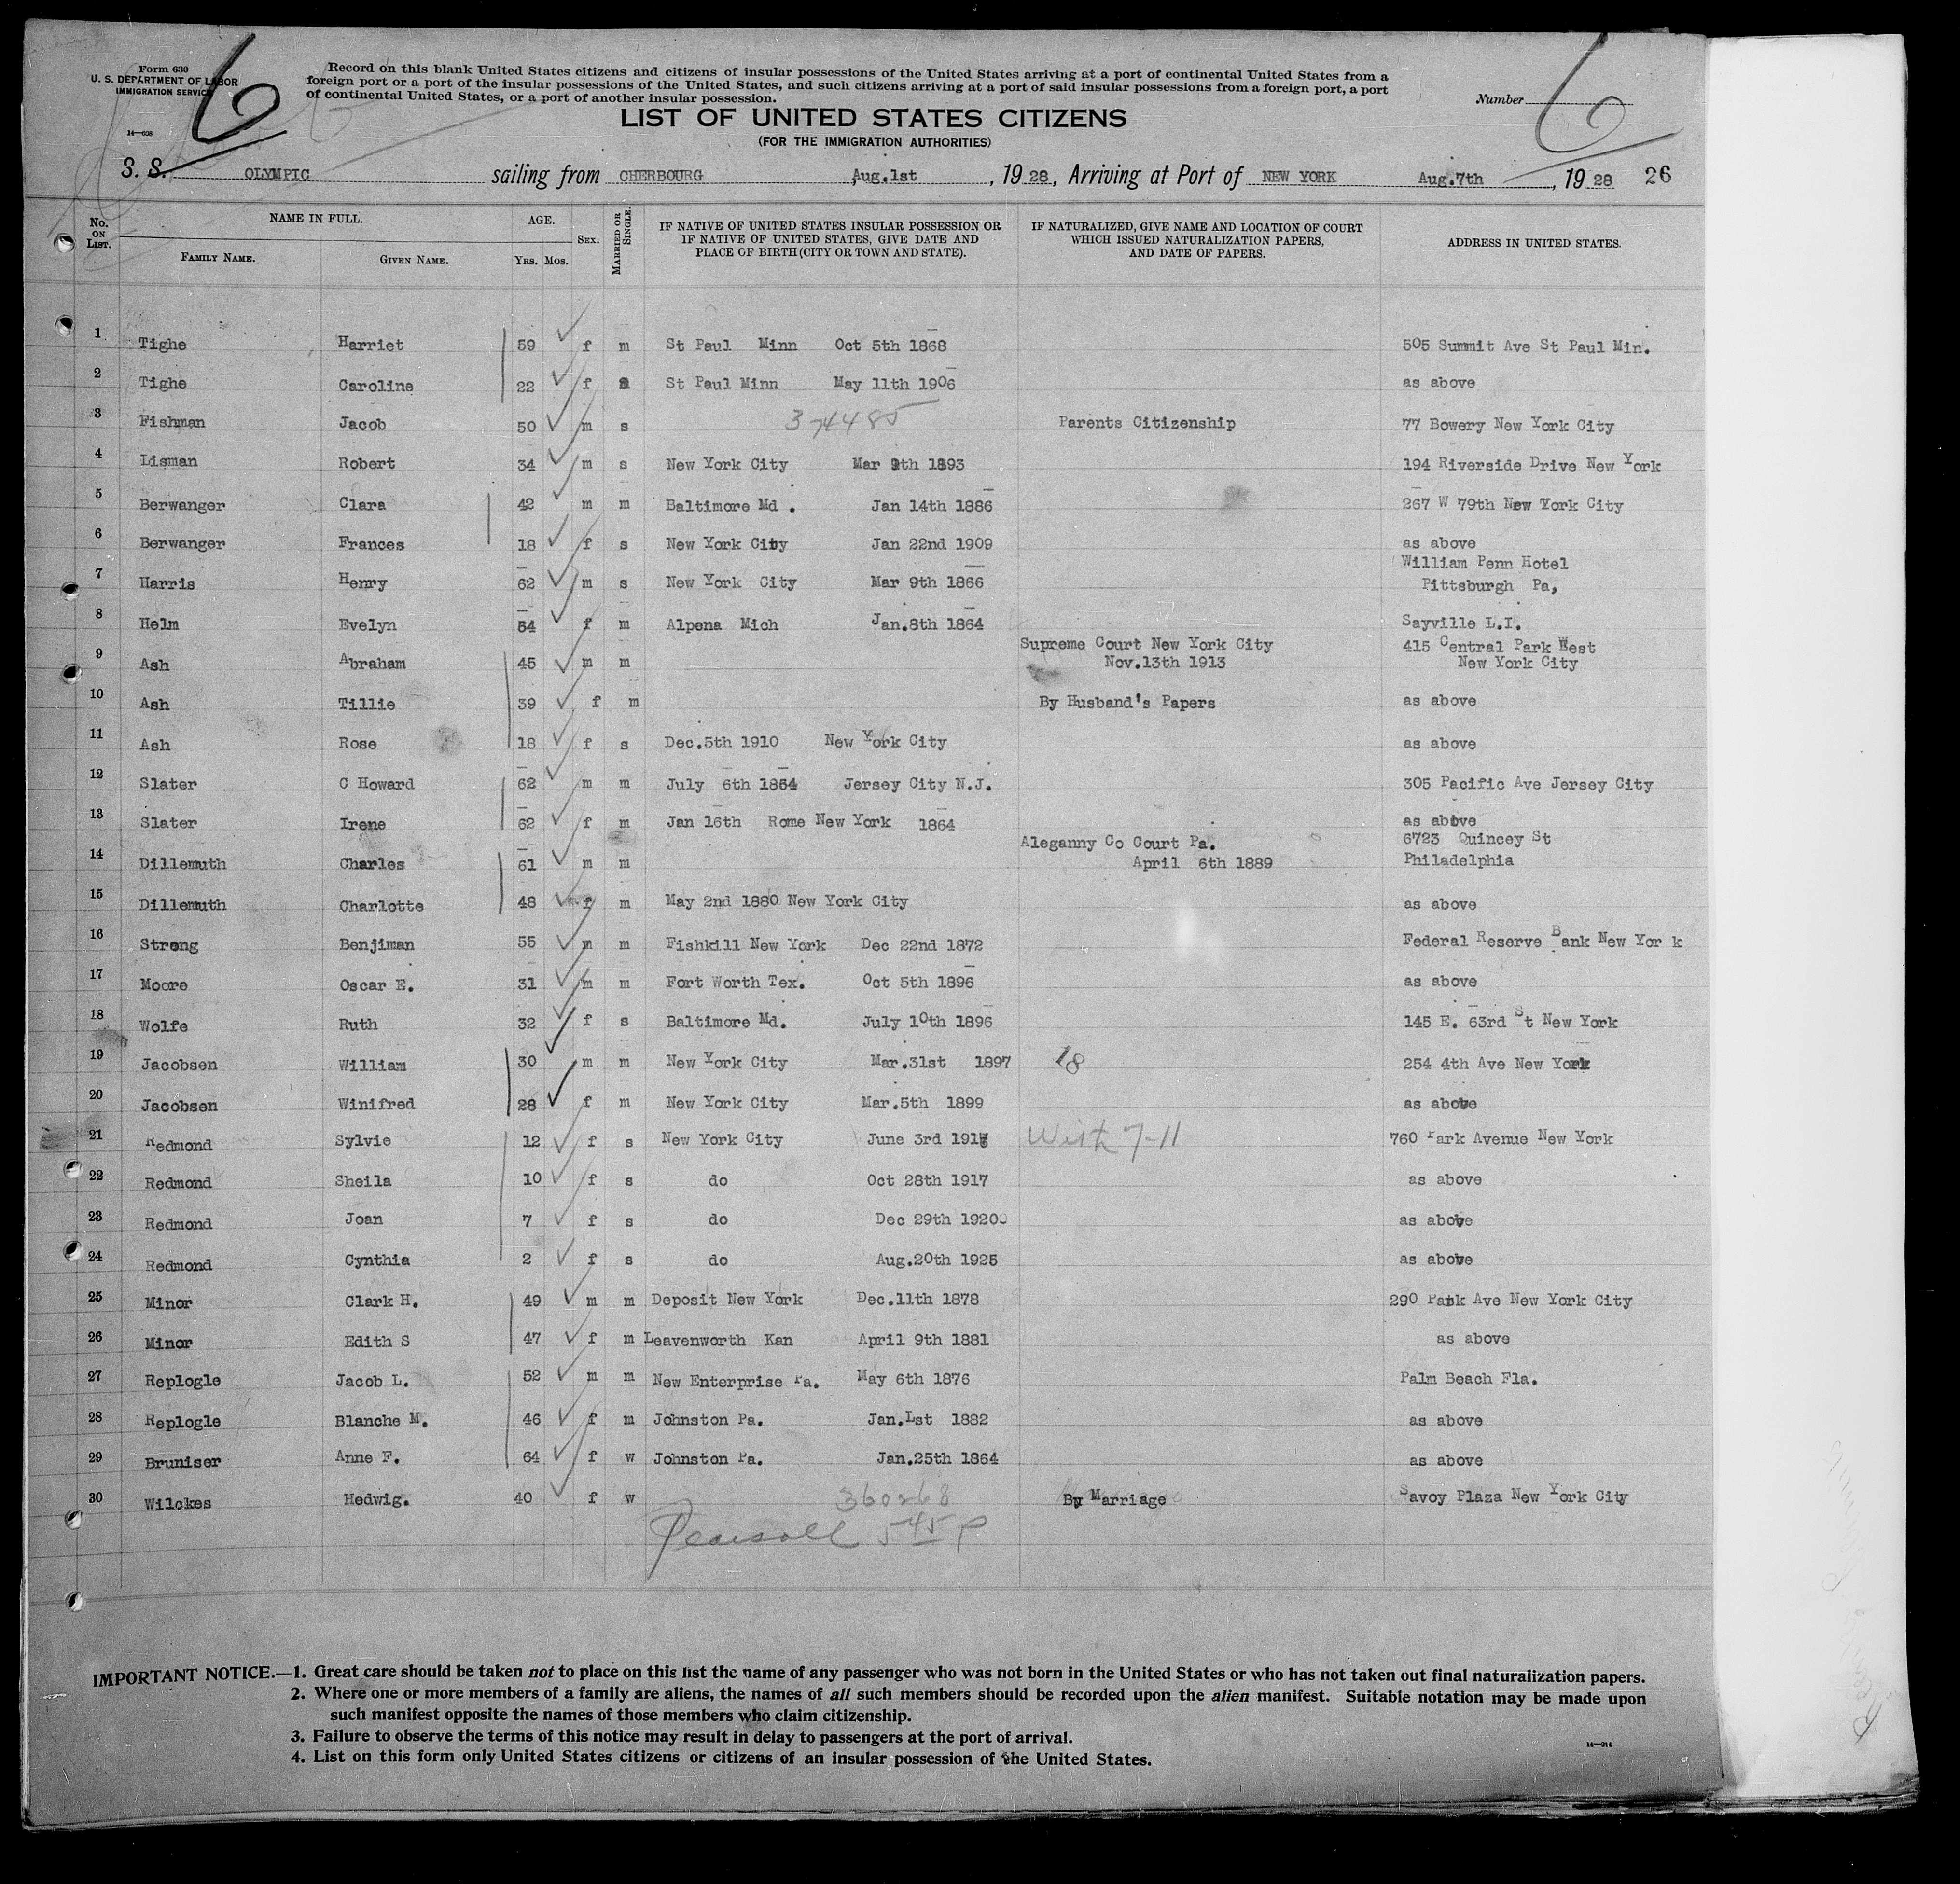 Form 630
U. S. DEPARTMENT OF LABOR
IMMIGRATION SERVICE
14—608
6
Record on this blank United States citizens and citizens of insular possessions of the United States arriving at a port of continental United States from a
foreign port or a port of the insular possessions of the United States, and such citizens arriving at a port of said insular possessions from a foreign port, a port
of continental United States, or a port of another insular possession.
Number 6
LIST OF UNITED STATES CITIZENS
(FOR THE IMMIGRATION AUTHORITIES)
S. S. OLYMPIC sailing from CHERBOURG Aug.1st , 19 28, Arriving at Port of NEW YORK Aug.7th , 19 28 26
No. ON LIST. NAME IN FULL. FAMILY NAME. GIVEN NAME. AGE. YRS. MOS. SEX. MARRIED OR SINGLE. IF NATIVE OF UNITED STATES INSULAR POSSESSION OR IF NATIVE OF UNITED STATES, GIVE DATE AND PLACE OF BIRTH (CITY OR TOWN AND STATE). IF NATURALIZED, GIVE NAME AND LOCATION OF COURT WHICH ISSUED NATURALIZATION PAPERS, AND DATE OF PAPERS. ADDRESS IN UNITED STATES.
1 Tighe Harriet 59 f m St Paul Minn Oct 5th 1868 505 Summit Ave St Paul Min.
2 Tighe Caroline 22 f s St Paul Minn May 11th 1906 as above
3 Fishman Jacob 50 m s 374485 Parents Citizenship 77 Bowery New York City
4 Lisman Robert 34 m s New York City Mar 9th 1893 194 Riverside Drive New York
5 Berwanger Clara 42 m m Baltimore Md . Jan 14th 1886 267 W 79th New York City
6 Berwanger Frances 18 f s New York City Jan 22nd 1909 as above
7 Harris Henry 62 m s New York City Mar 9th 1866 William Penn Hotel
Pittsburgh Pa,
8 Helm Evelyn 54 f m Alpena Mich Jan.8th 1864 Sayville L.I.
9 Ash Abraham 45 m m Supreme Court New York City 415 Central Park West
Nov.13th 1913 New York City
10 Ash Tillie 39 f m By Husband's Papers as above
11 Ash Rose 18 f s Dec.5th 1910 New York City as above
12 Slater C Howard 62 m m July 6th 1864 Jersey City N.J. 305 Pacific Ave Jersey City
13 Slater Irene 62 f m Jan 16th Rome New York 1864 as above
14 Dillemuth Charles 61 m m Aleganny Co Court Pa. 6723 Quincey St
April 6th 1889 Philadelphia
15 Dillemuth Charlotte 48 f m May 2nd 1880 New York City as above
16 Strong Benjiman 55 m m Fishkill New York Dec 22nd 1872 Federal Reserve Bank New Yor k
17 Moore Oscar E. 31 m m Fort Worth Tex. Oct 5th 1896 as above
18 Wolfe Ruth 32 f s Baltimore Md. July 10th 1896 145 E. 63rd St New York
19 Jacobsen William 30 m m New York City Mar.31st 1897 18 254 4th Ave New York
20 Jacobsen Winifred 28 f m New York City Mar.5th 1899 as above
21 Redmond Sylvie 12 f s New York City June 3rd With 7-11 760 Park Avenue New York
22 Redmond Sheila 10 f s do Oct 28th 1917 as above
23 Redmond Joan 7 f s do Dec 29th 1920 as above
24 Redmond Cynthia 2 f s do Aug.20th 1925 as above
25 Minor Clark H. 49 m m Deposit New York Dec.11th 1878 290 Park Ave New York City
26 Minor Edith S 47 f m Leavenworth Kan April 9th 1881 as above
27 Replogle Jacob L. 52 m m New Enterprise Pa. May 6th 1876 Palm Beach Fla.
28 Replogle Blanche M. 46 f m Johnston Pa. Jan.Lst 1882 as above
29 Bruniser Anne F. 64 f w Johnston Pa. Jan.25th 1864 as above
30 Wilckes Hedwig. 40 f w 360268 By Marriage Savoy Plaza New York City
Pearsall 545 P
IMPORTANT NOTICE.—1. Great care should be taken not to place on this list the name of any passenger who was not born in the United States or who has not taken out final naturalization papers.
2. Where one or more members of a family are aliens, the names of all such members should be recorded upon the alien manifest. Suitable notation may be made upon
such manifest opposite the names of those members who claim citizenship.
3. Failure to observe the terms of this notice may result in delay to passengers at the port of arrival.
4. List on this form only United States citizens or citizens of an insular possession of the United States.
14—214